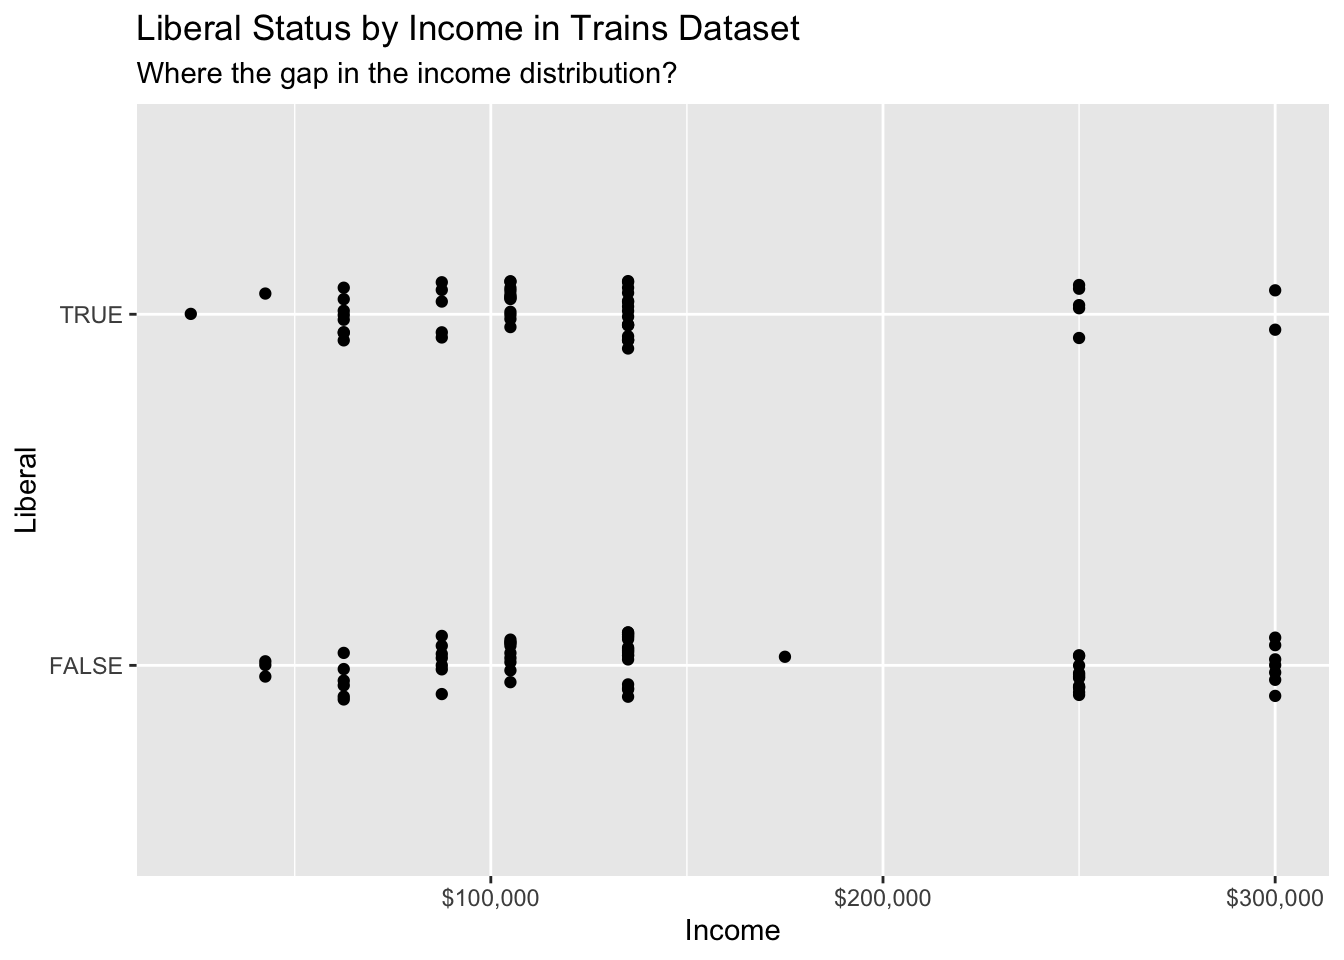 Liberal Status by Income in Trains Dataset
Where the gap in the income distribution?
Liberal
TRUE
FALSE
$100,000
$200,000
$300,000
Income